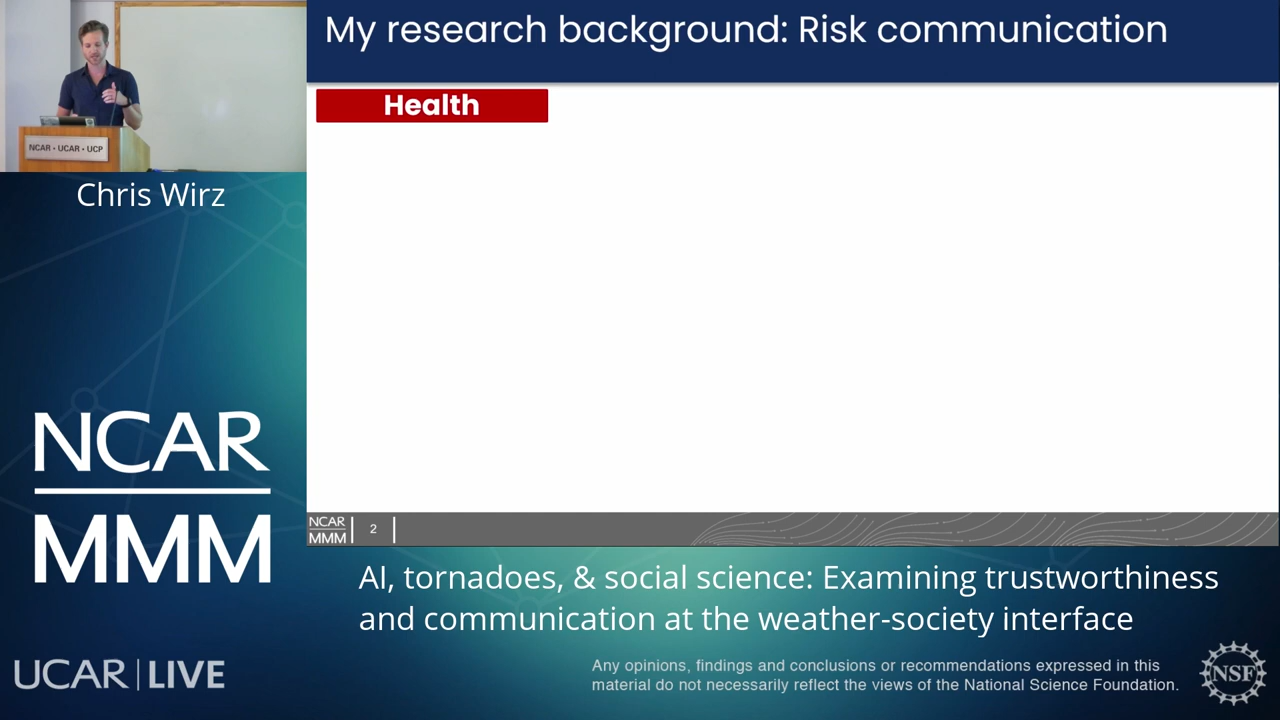 My research background: Risk communication
Health
NCAR • UCAR • UCP
Chris Wirz
NCAR
MMM
NCAR
MMM
2
AI, tornadoes, & social science: Examining trustworthiness
and communication at the weather-society interface
UCAR | LIVE
Any opinions, findings and conclusions or recommendations expressed in this
material do not necessarily reflect the views of the National Science Foundation.
NSF